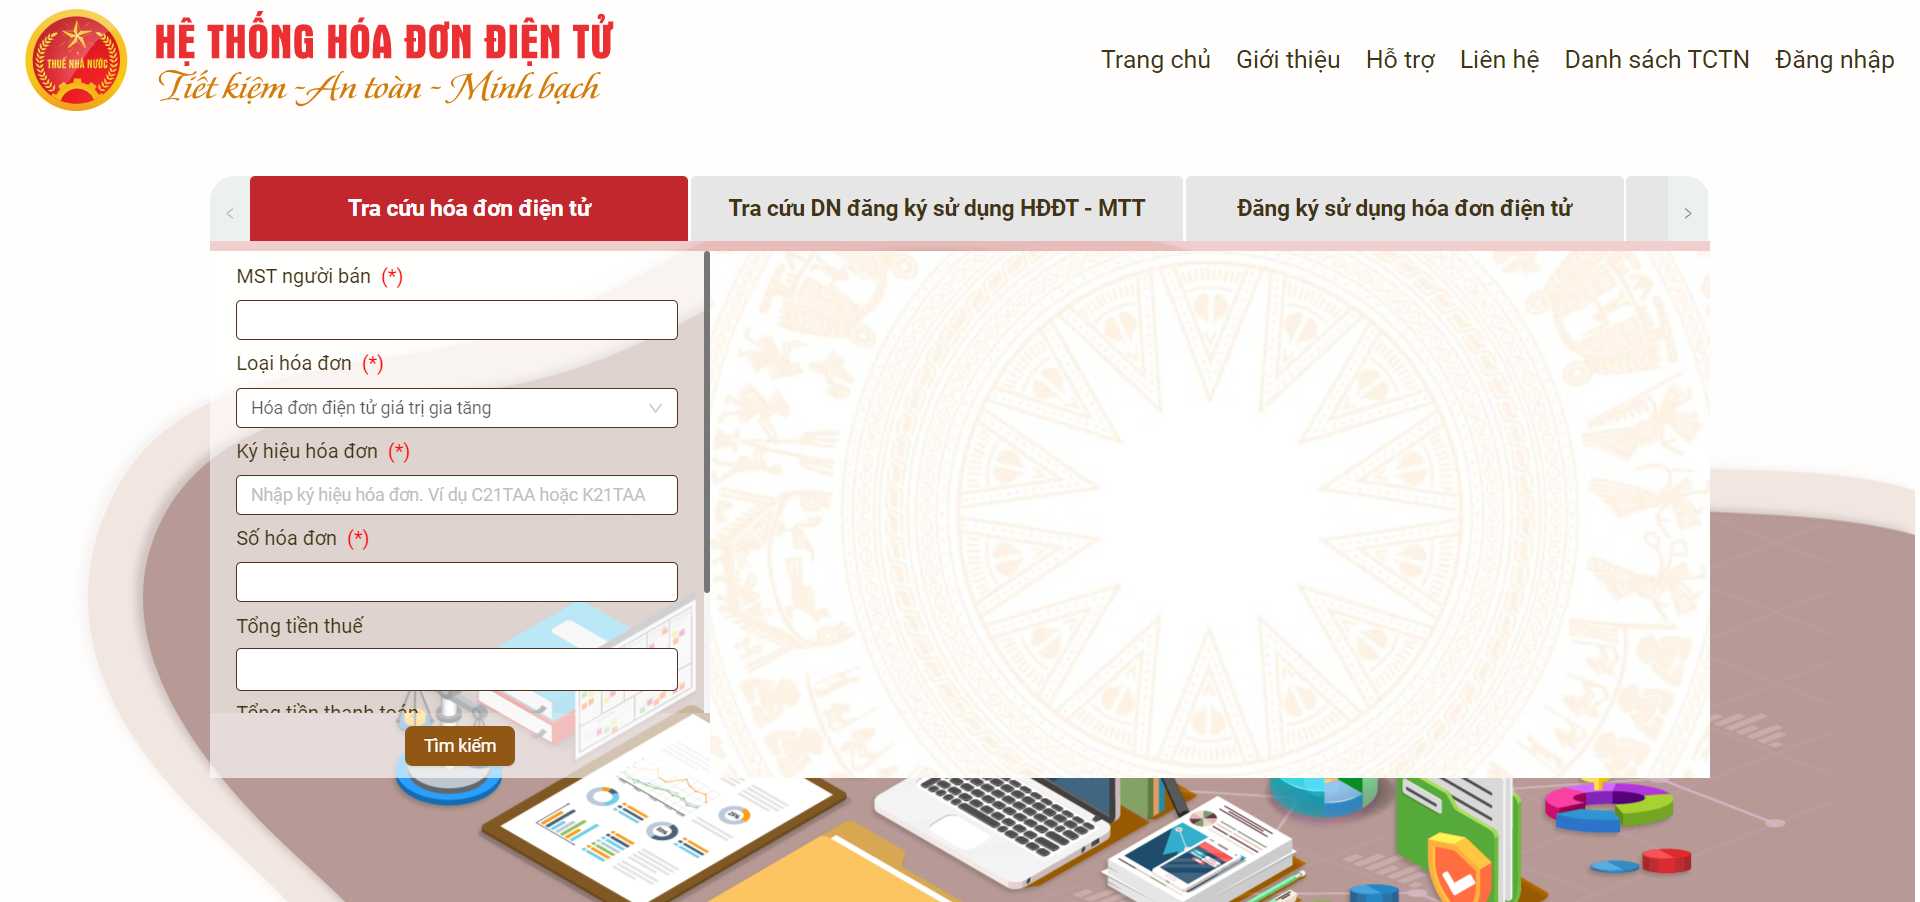 THUẾ NHÀ NƯỚC
HỆ THỐNG HÓA ĐƠN ĐIỆN TỬ
Tiết kiệm - An toàn - Minh bạch
Trang chủ Giới thiệu Hỗ trợ Liên hệ Danh sách TCTN Đăng nhập
< Tra cứu hóa đơn điện tử Tra cứu DN đăng ký sử dụng HĐĐT - MTT Đăng ký sử dụng hóa đơn điện tử >
MST người bán (*)
Loại hóa đơn (*)
Hóa đơn điện tử giá trị gia tăng
Ký hiệu hóa đơn (*)
Nhập ký hiệu hóa đơn. Ví dụ C21TAA hoặc K21TAA
Số hóa đơn (*)
Tổng tiền thuế
Tổng tiền thanh toán
Tìm kiếm